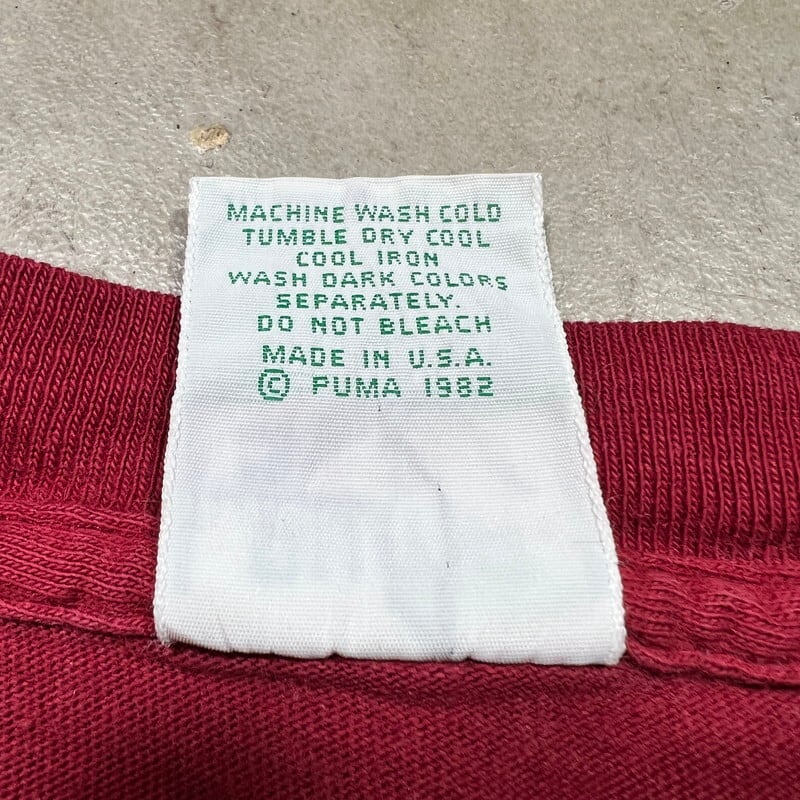 MACHINE WASH COLD
TUMBLE DRY COOL
COOL IRON
WASH DARK COLORS
SEPARATELY.
DO NOT BLEACH
MADE IN U.S.A.
© PUMA 1982